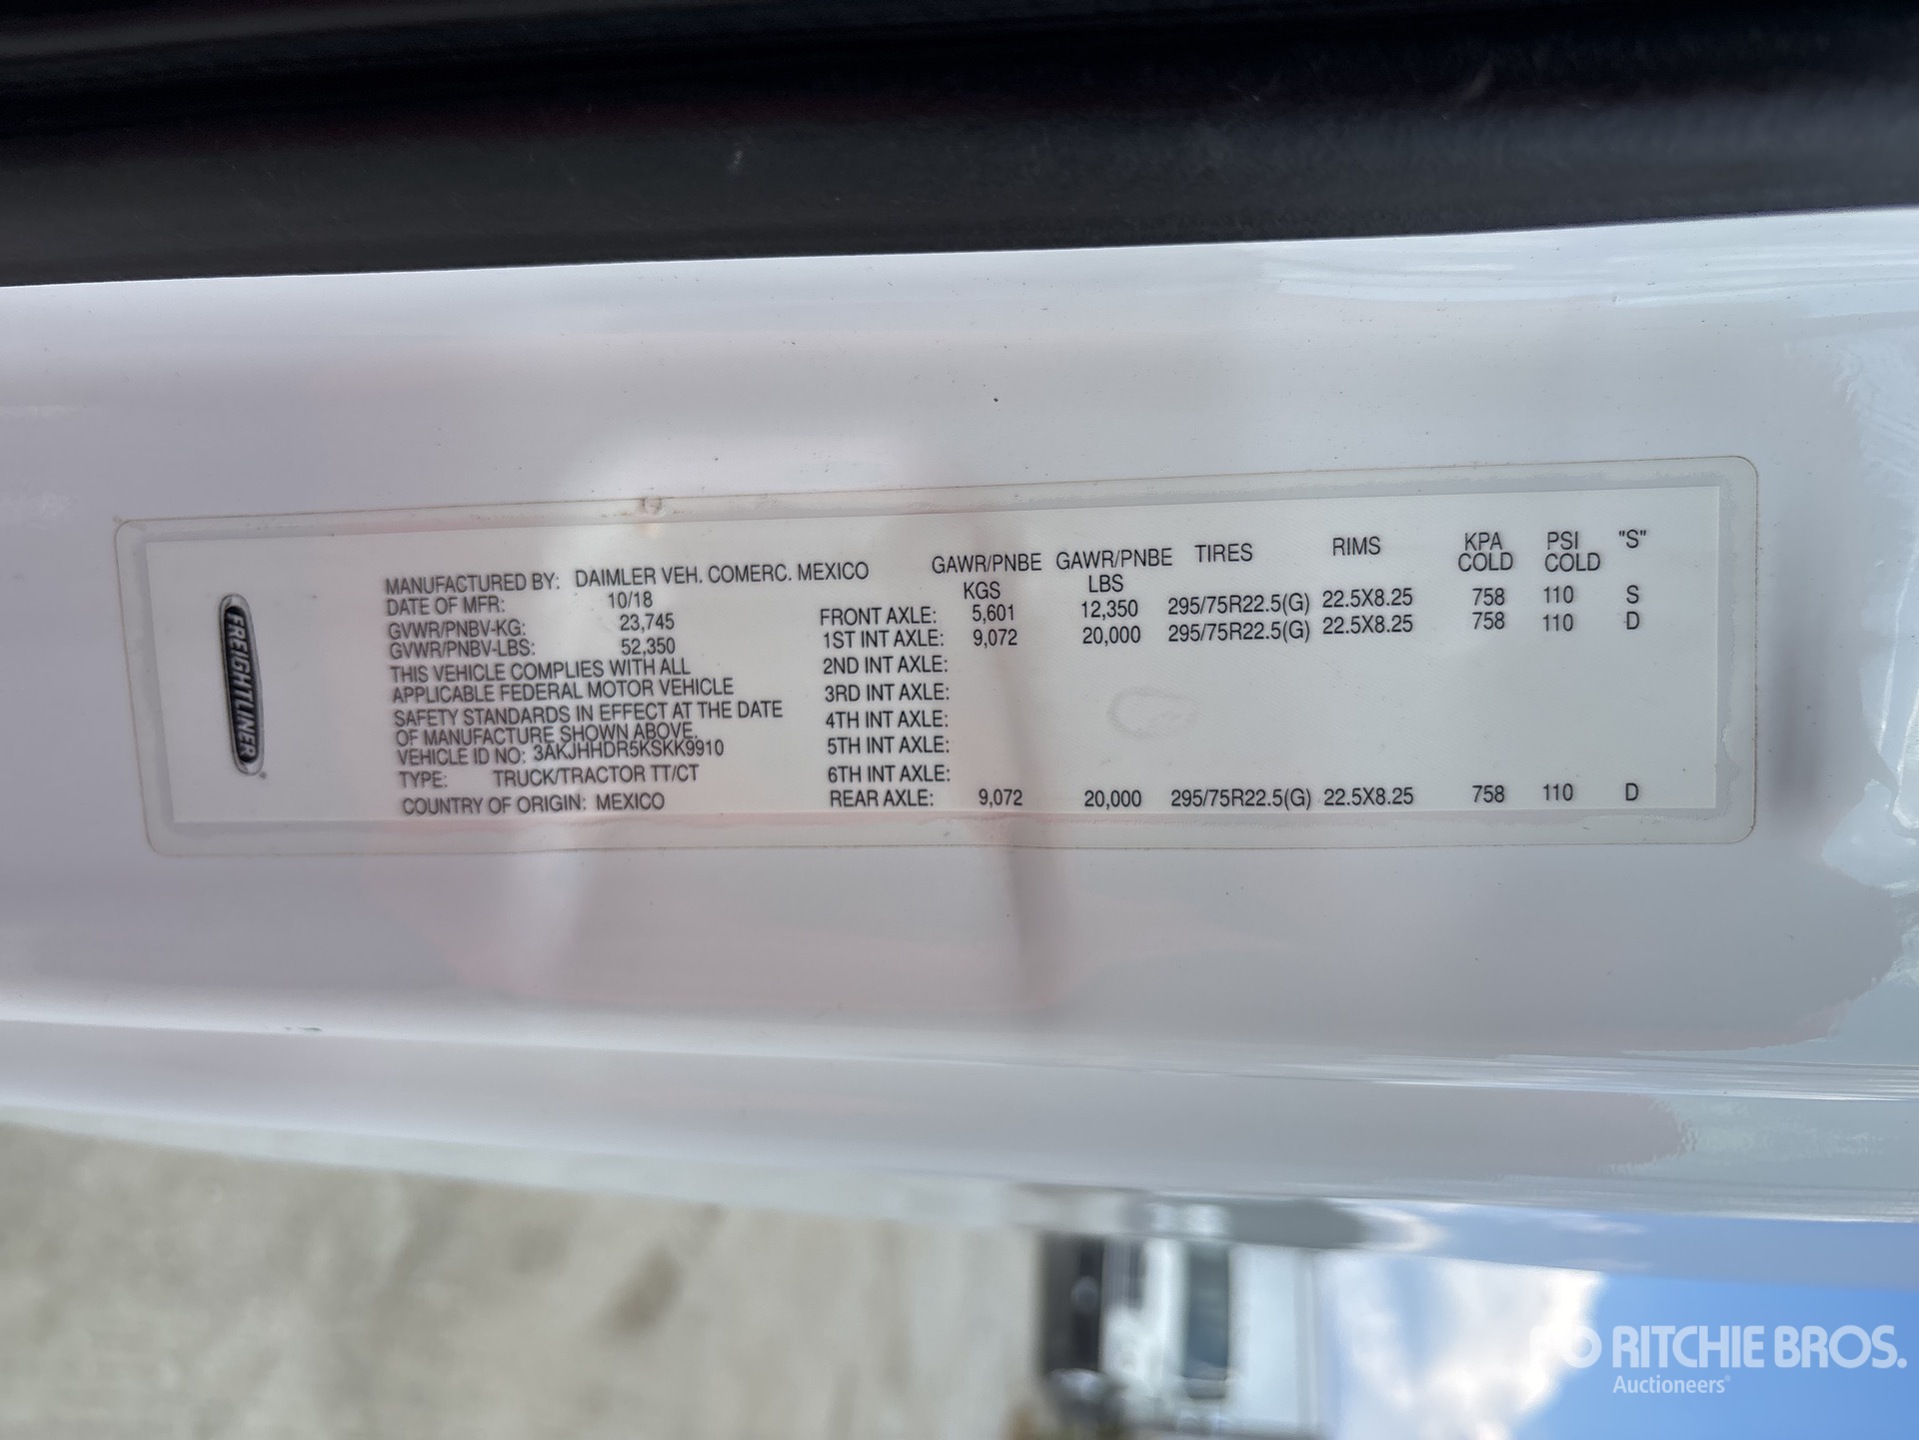 FREIGHTLINER
MANUFACTURED BY: DAIMLER VEH. COMERC. MEXICO
DATE OF MFR: 10/18
GVWR/PNBV-KG: 23,745
GVWR/PNBV-LBS: 52,350
THIS VEHICLE COMPLIES WITH ALL
APPLICABLE FEDERAL MOTOR VEHICLE
SAFETY STANDARDS IN EFFECT AT THE DATE
OF MANUFACTURE SHOWN ABOVE.
VEHICLE ID NO: 3AKJHHDR5KSKK9910
TYPE: TRUCK/TRACTOR TT/CT
COUNTRY OF ORIGIN: MEXICO
GAWR/PNBE GAWR/PNBE TIRES RIMS KPA PSI "S"
KGS LBS COLD COLD
FRONT AXLE: 5,601 12,350 295/75R22.5(G) 22.5X8.25 758 110 S
1ST INT AXLE: 9,072 20,000 295/75R22.5(G) 22.5X8.25 758 110 D
2ND INT AXLE:
3RD INT AXLE:
4TH INT AXLE:
5TH INT AXLE:
6TH INT AXLE:
REAR AXLE: 9,072 20,000 295/75R22.5(G) 22.5X8.25 758 110 D
RITCHIE BROS.
Auctioneers